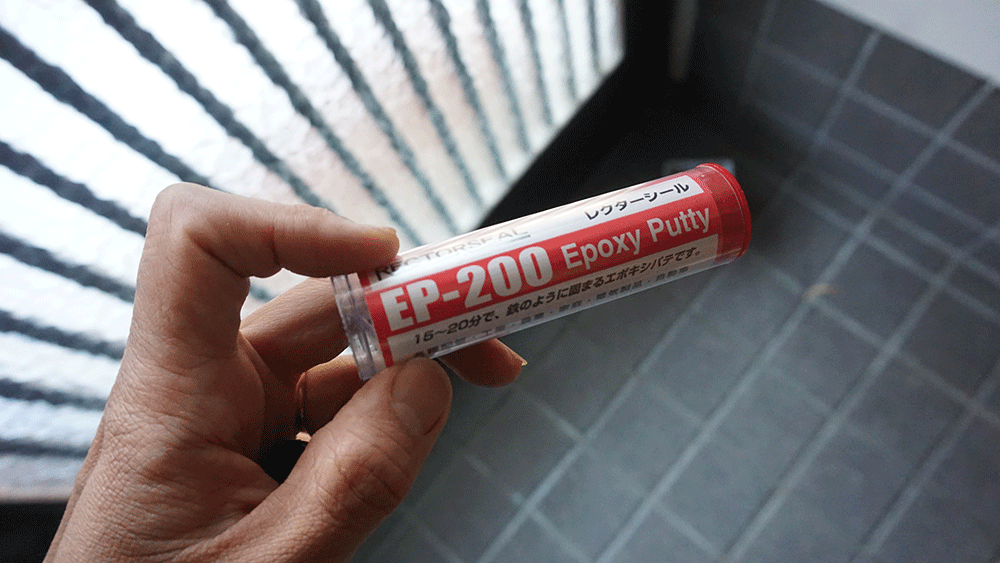 レクターシール
RECTORSEAL
EP-200 Epoxy Putty
15〜20分で、鉄のように固まるエポキシパテです。